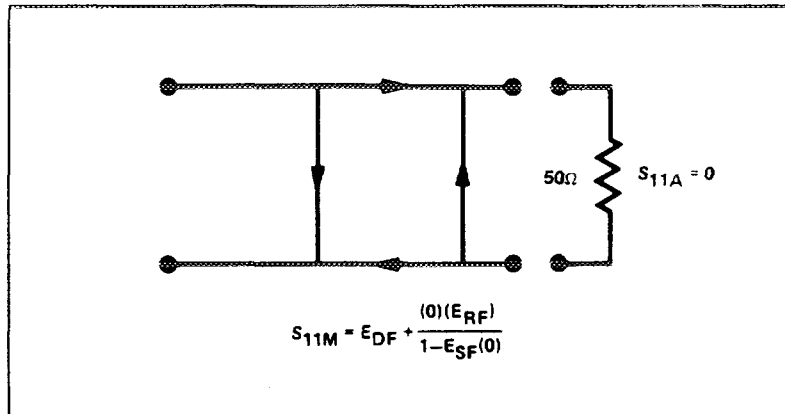 50Ω
S11A = 0
S11M = EDF + (0)(ERF)
1–ESF(0)